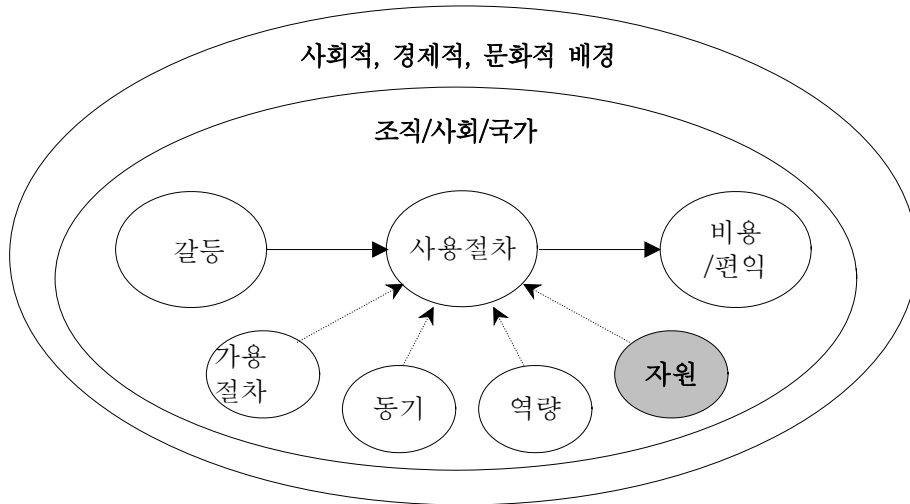 사회적, 경제적, 문화적 배경
조직/사회/국가
갈등
사용절차
비용
/편익
가용
절차
동기
역량
자원